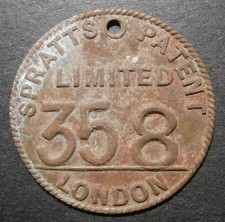 SPRATTS PATENT
LIMITED
358
LONDON